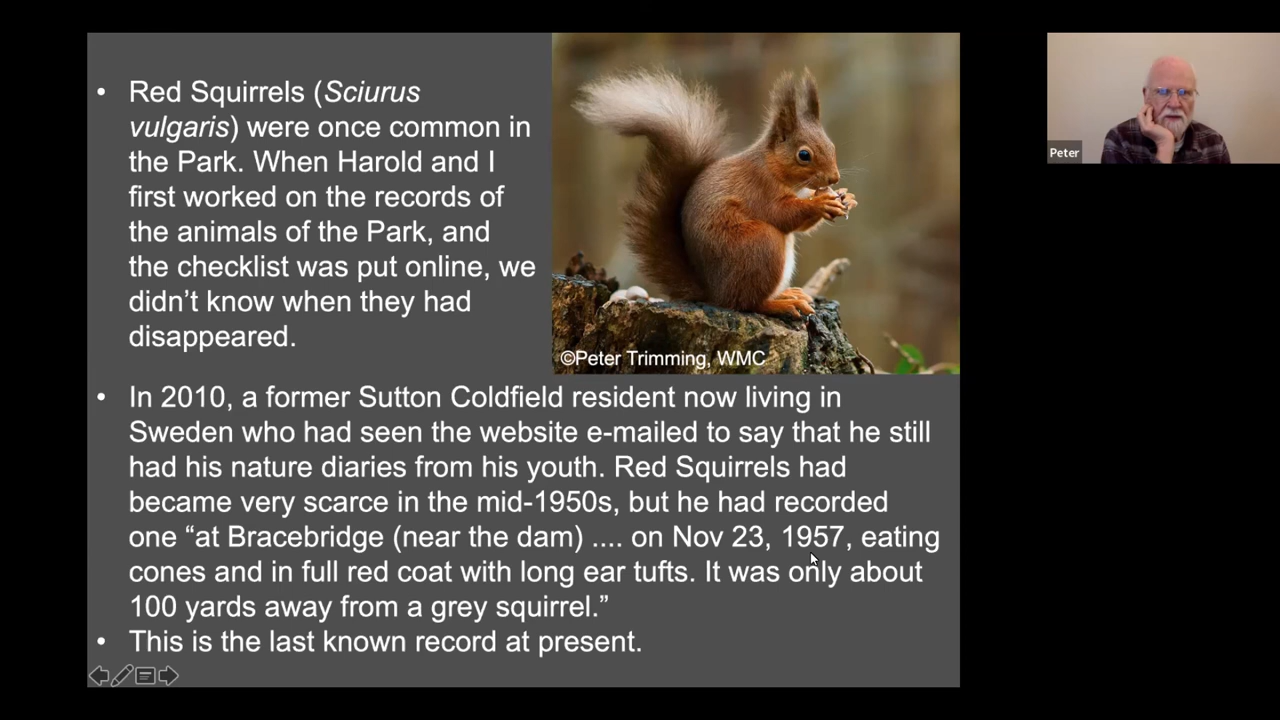 • Red Squirrels (Sciurus
vulgaris) were once common in
the Park. When Harold and I
first worked on the records of
the animals of the Park, and
the checklist was put online, we
didn’t know when they had
disappeared.
©Peter Trimming, WMC
• In 2010, a former Sutton Coldfield resident now living in
Sweden who had seen the website e-mailed to say that he still
had his nature diaries from his youth. Red Squirrels had
became very scarce in the mid-1950s, but he had recorded
one “at Bracebridge (near the dam) .... on Nov 23, 1957, eating
cones and in full red coat with long ear tufts. It was only about
100 yards away from a grey squirrel.”
• This is the last known record at present.
Peter